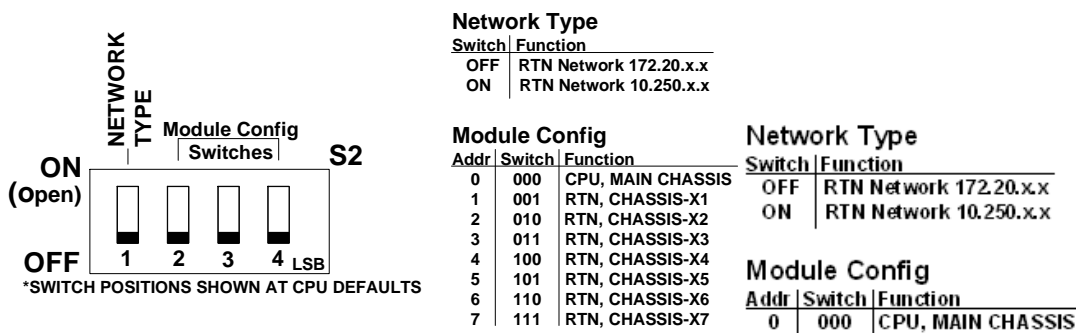 NETWORK
TYPE
Module Config
Switches
S2
ON
(Open)
OFF
1 2 3 4 LSB
*SWITCH POSITIONS SHOWN AT CPU DEFAULTS
Network Type
Switch Function
OFF RTN Network 172.20.x.x
ON RTN Network 10.250.x.x
Module Config
Addr Switch Function
0 000 CPU, MAIN CHASSIS
1 001 RTN, CHASSIS-X1
2 010 RTN, CHASSIS-X2
3 011 RTN, CHASSIS-X3
4 100 RTN, CHASSIS-X4
5 101 RTN, CHASSIS-X5
6 110 RTN, CHASSIS-X6
7 111 RTN, CHASSIS-X7
Network Type
Switch Function
OFF RTN Network 172.20.x.x
ON RTN Network 10.250.x.x
Module Config
Addr Switch Function
0 000 CPU, MAIN CHASSIS